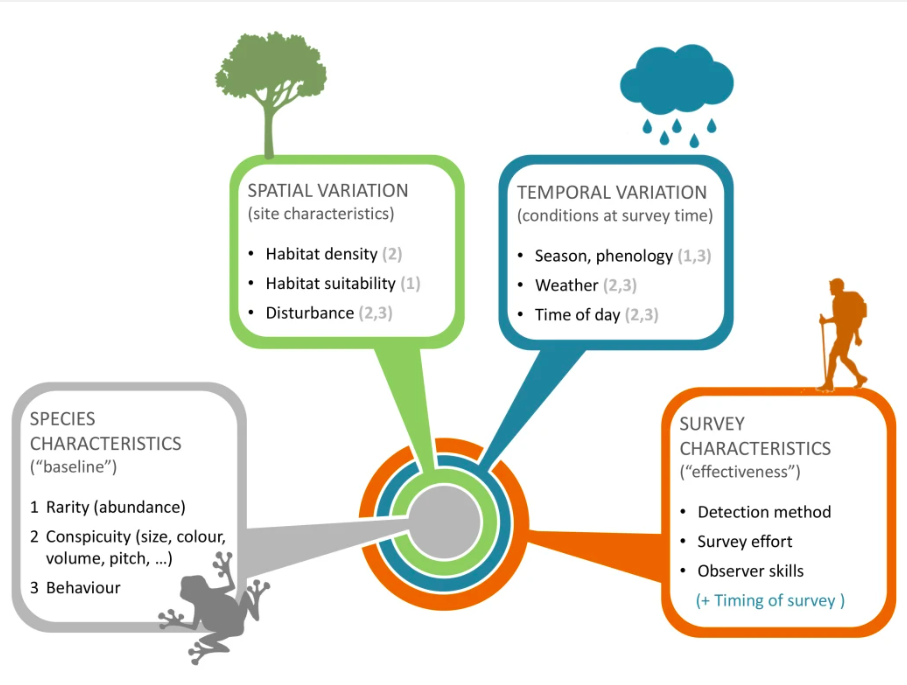 SPATIAL VARIATION
(site characteristics)
• Habitat density (2)
• Habitat suitability (1)
• Disturbance (2,3)
TEMPORAL VARIATION
(conditions at survey time)
• Season, phenology (1,3)
• Weather (2,3)
• Time of day (2,3)
SPECIES
CHARACTERISTICS
(“baseline”)
1 Rarity (abundance)
2 Conspicuity (size, colour,
volume, pitch, ...)
3 Behaviour
SURVEY
CHARACTERISTICS
(“effectiveness”)
• Detection method
• Survey effort
• Observer skills
(+ Timing of survey )